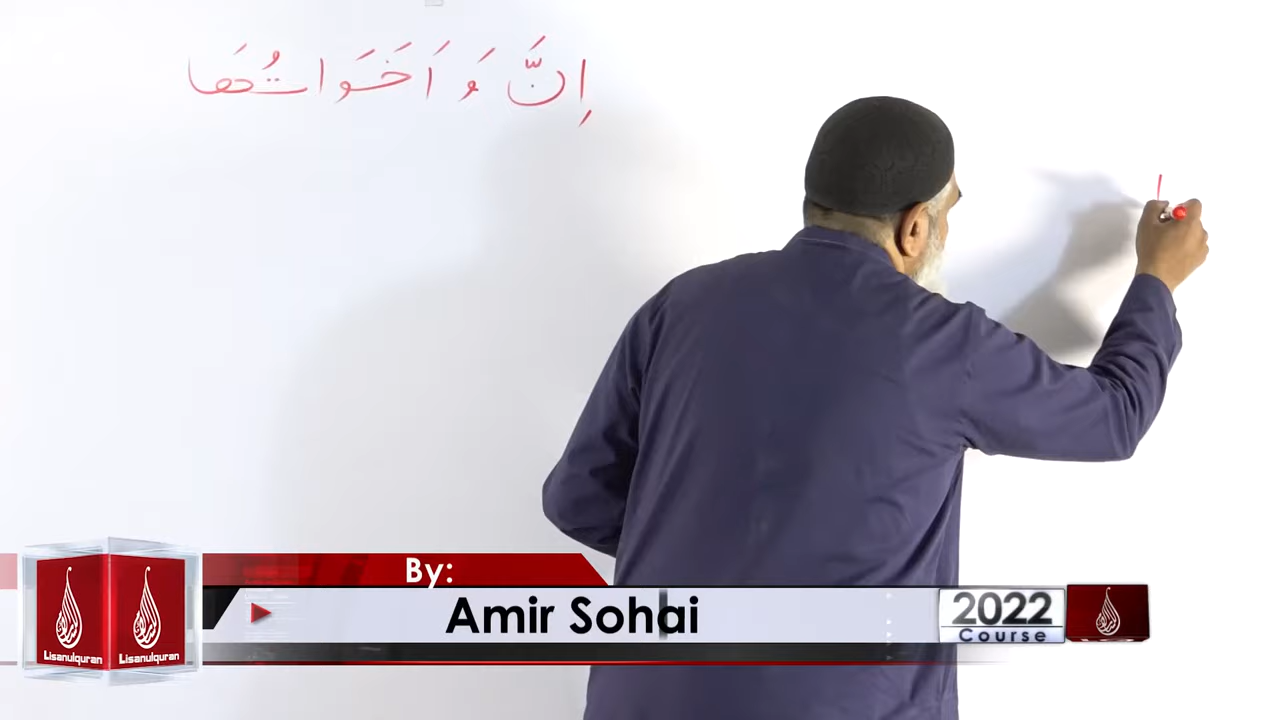 اِنَّ وَ اَخَوَاتُهَا
By:
Amir Sohai
2022
Course
Lisanulquran
Lisanulquran